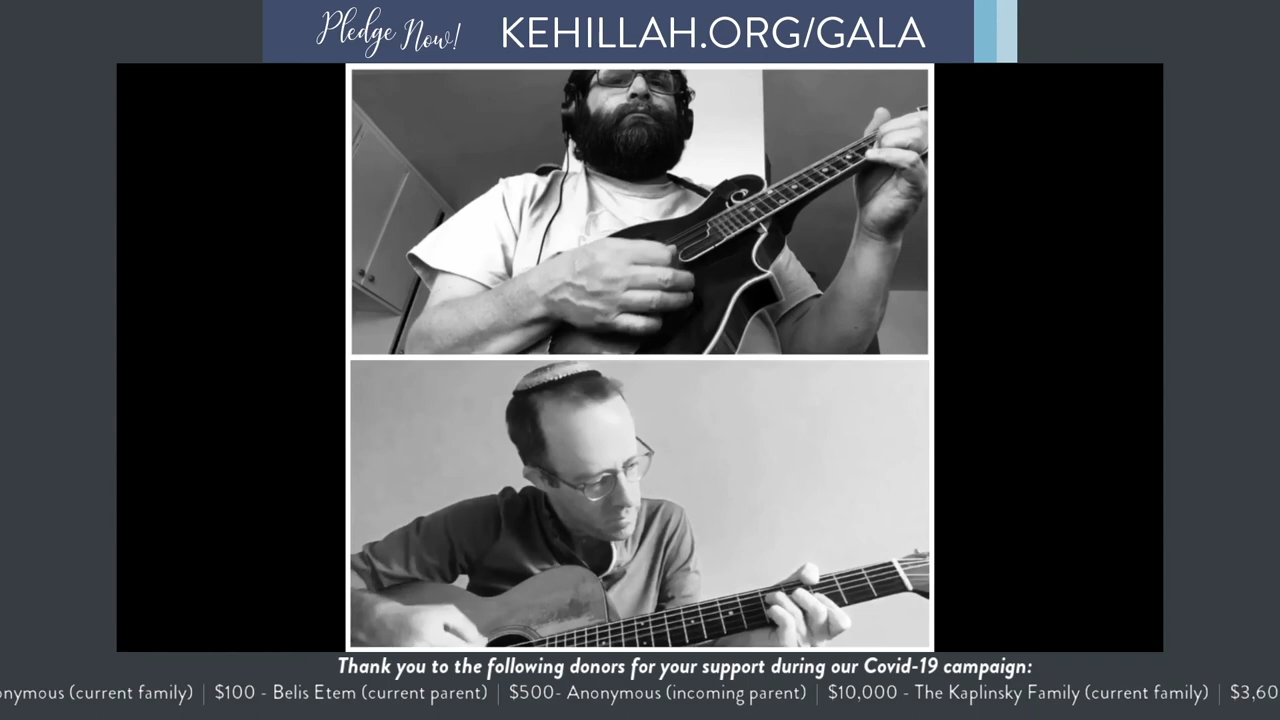 Pledge Now! KEHILLAH.ORG/GALA
Thank you to the following donors for your support during our Covid-19 campaign:
onymous (current family) | $100 - Belis Etem (current parent) | $500- Anonymous (incoming parent) | $10,000 - The Kaplinsky Family (current family) | $3,60